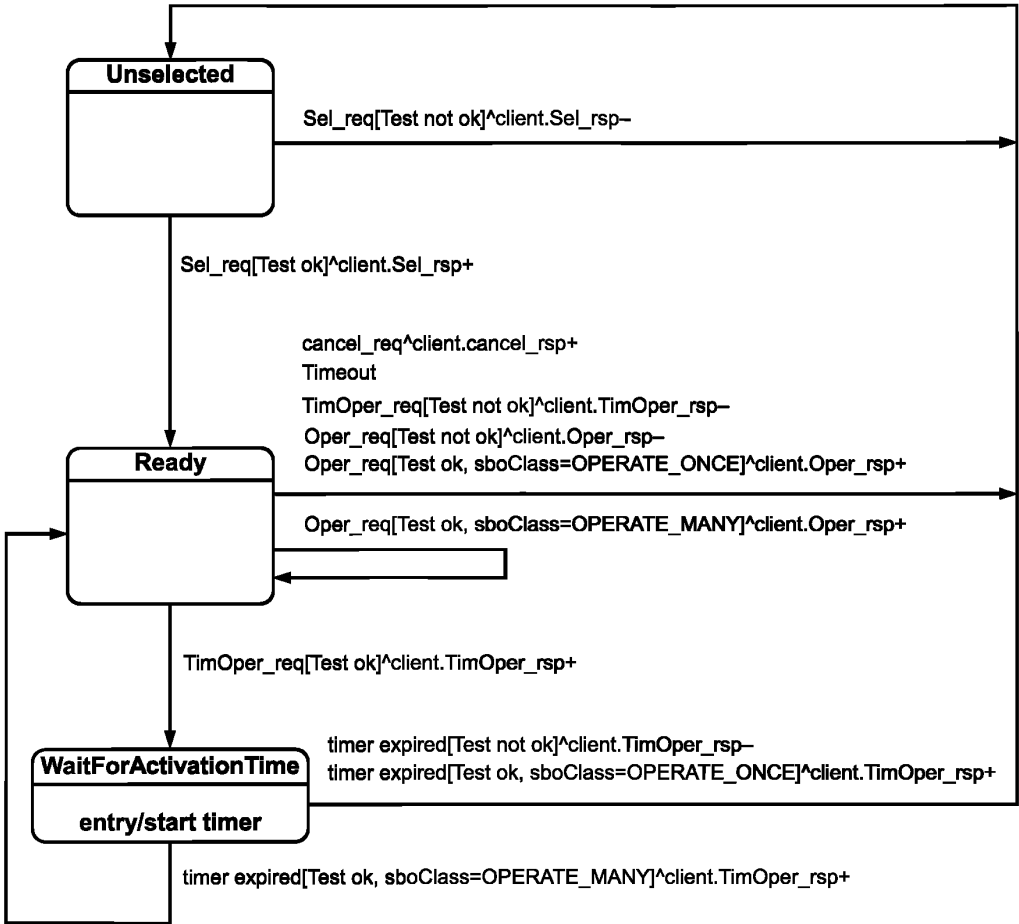 Unselected
Sel_req[Test not ok]^client.Sel_rsp–
Sel_req[Test ok]^client.Sel_rsp+
cancel_req^client.cancel_rsp+
Timeout
TimOper_req[Test not ok]^client.TimOper_rsp–
Oper_req[Test not ok]^client.Oper_rsp–
Ready
Oper_req[Test ok, sboClass=OPERATE_ONCE]^client.Oper_rsp+
Oper_req[Test ok, sboClass=OPERATE_MANY]^client.Oper_rsp+
TimOper_req[Test ok]^client.TimOper_rsp+
timer expired[Test not ok]^client.TimOper_rsp–
WaitForActivationTime
timer expired[Test ok, sboClass=OPERATE_ONCE]^client.TimOper_rsp+
entry/start timer
timer expired[Test ok, sboClass=OPERATE_MANY]^client.TimOper_rsp+